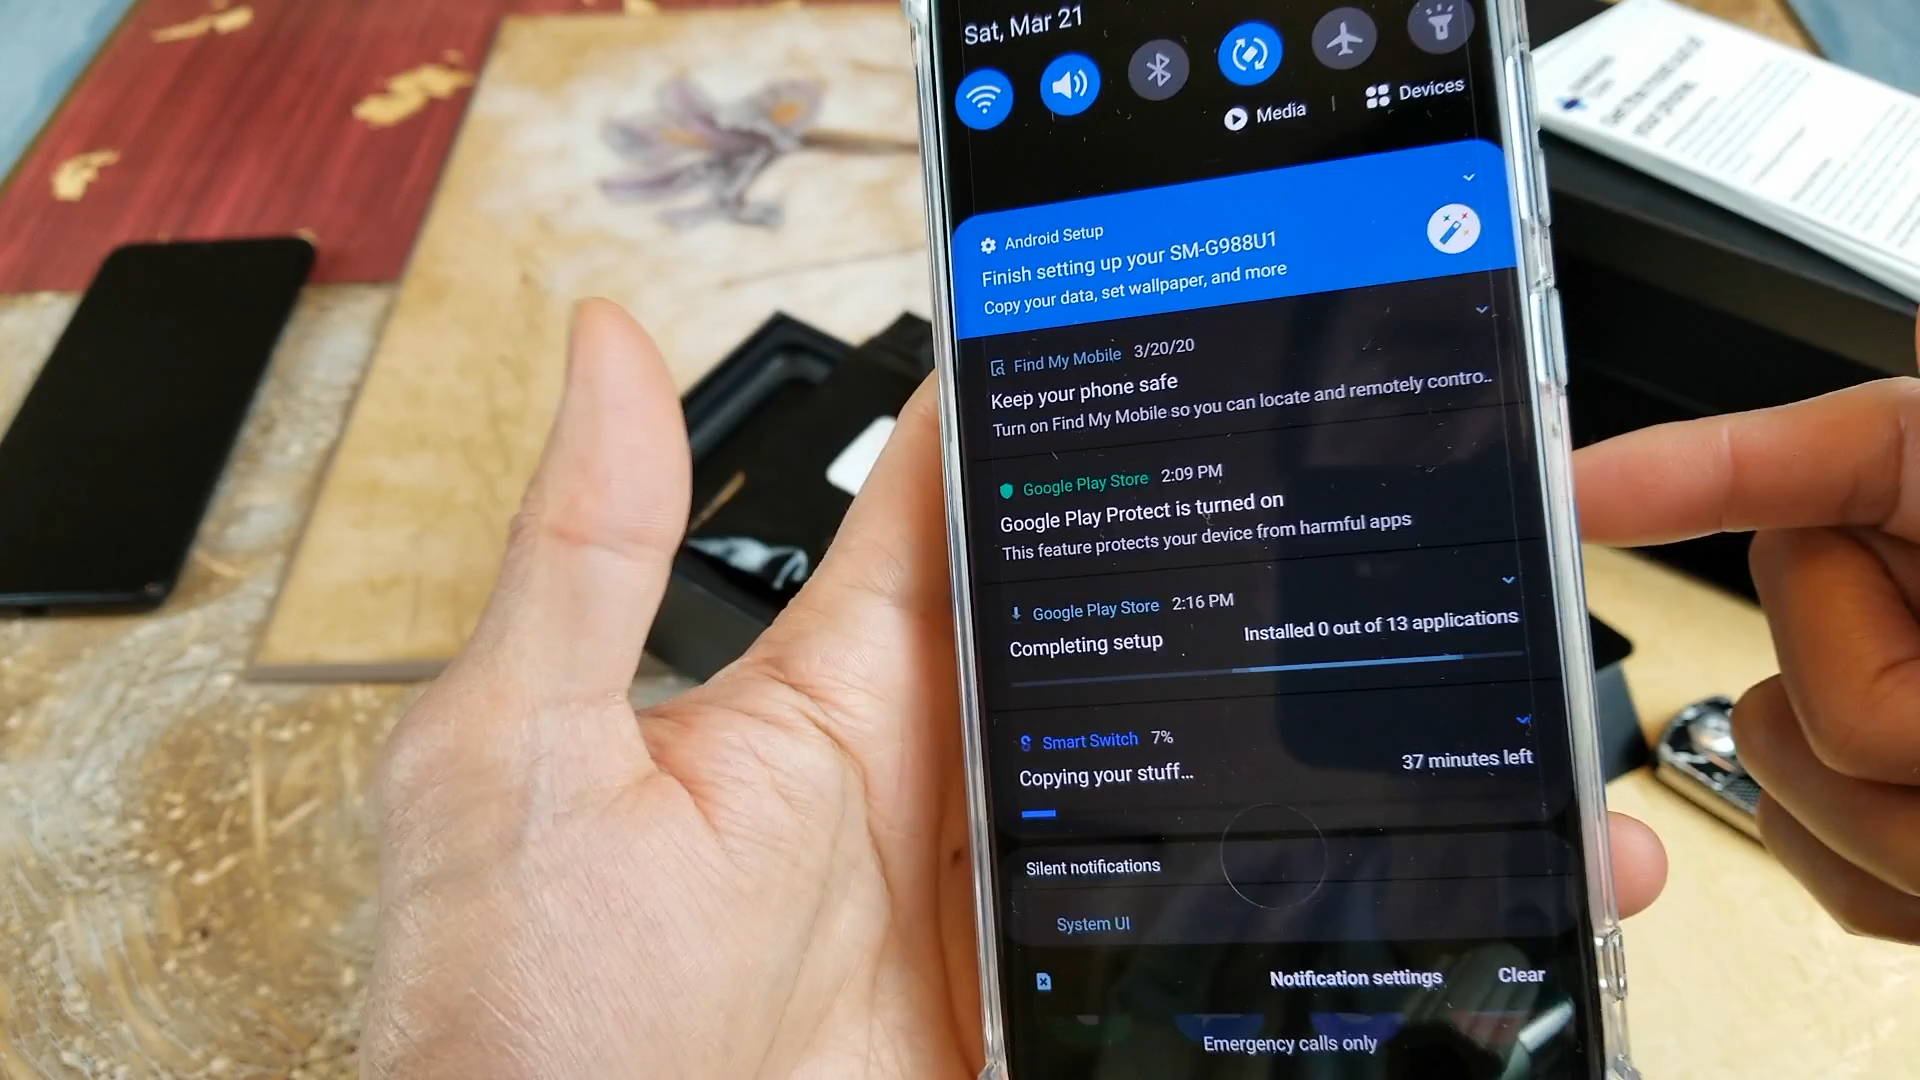 Sat, Mar 21
Media | Devices
Android Setup
Finish setting up your SM-G988U1
Copy your data, set wallpaper, and more
Find My Mobile 3/20/20
Keep your phone safe
Turn on Find My Mobile so you can locate and remotely contro..
Google Play Store 2:09 PM
Google Play Protect is turned on
This feature protects your device from harmful apps
Google Play Store 2:16 PM
Completing setup Installed 0 out of 13 applications
Smart Switch 7%
Copying your stuff... 37 minutes left
Silent notifications
System UI
Notification settings Clear
Emergency calls only